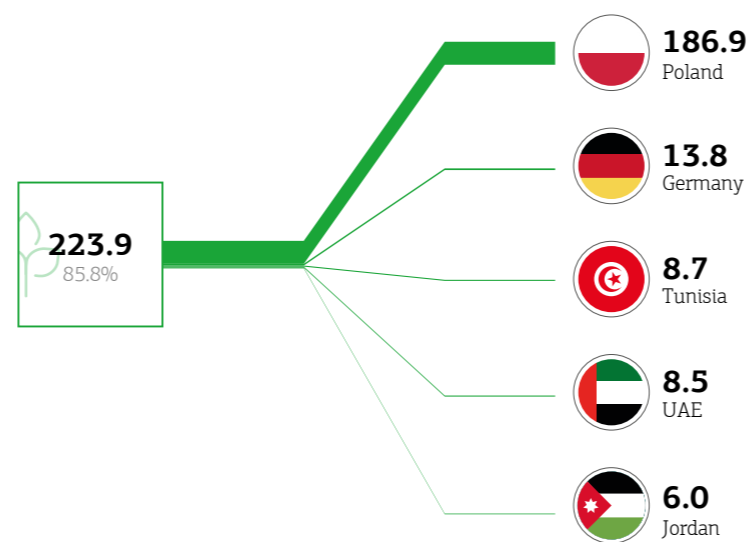 186.9
Poland
13.8
Germany
223.9
85.8%
8.7
Tunisia
8.5
UAE
6.0
Jordan